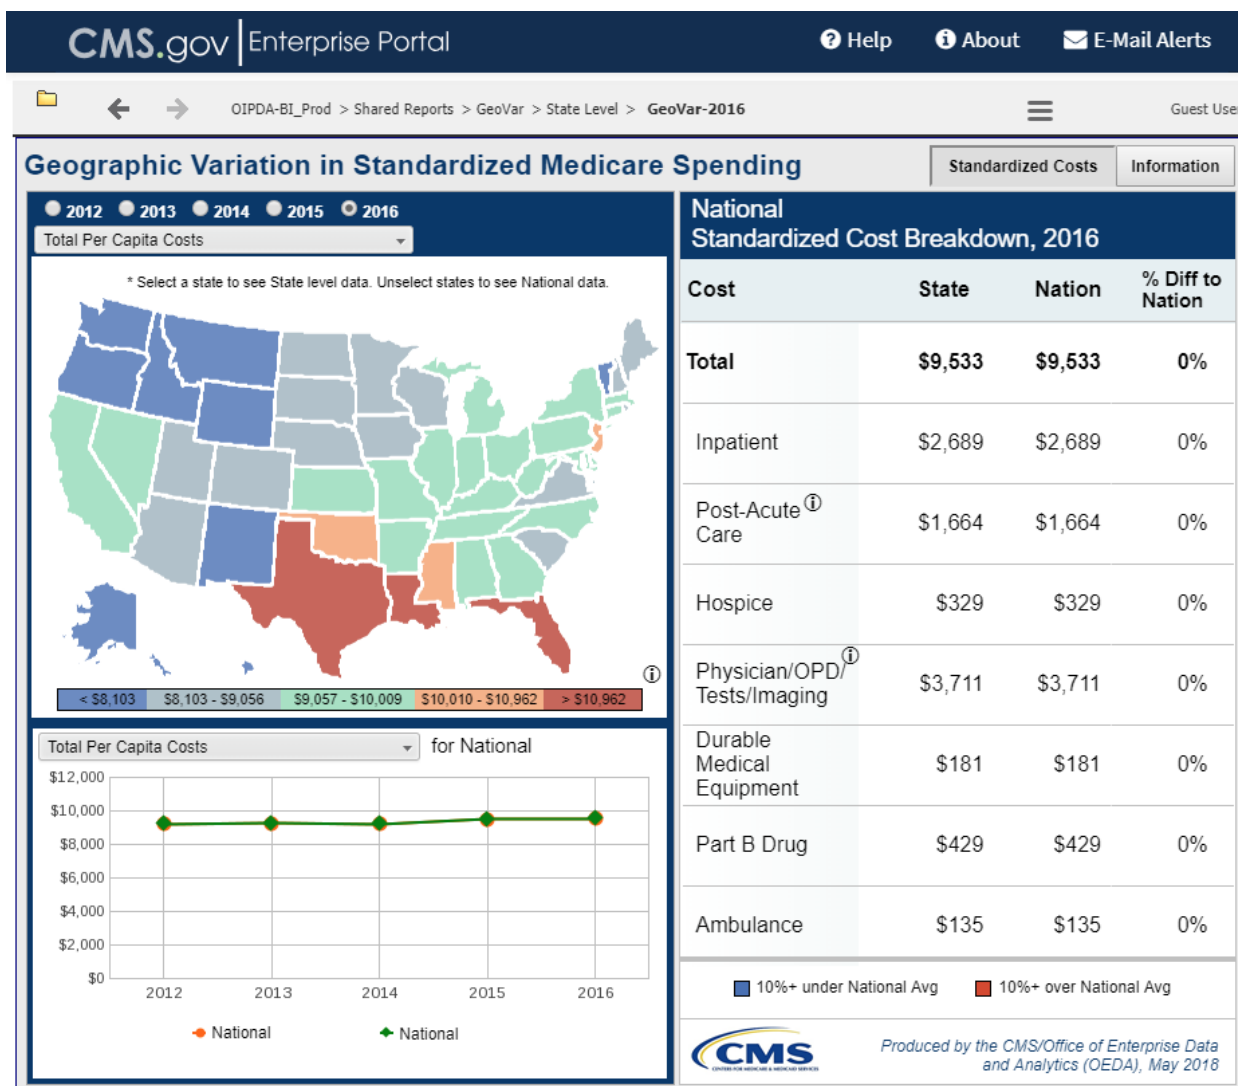 CMS.gov Enterprise Portal
Help About E-Mail Alerts
OIPDA-BI_Prod > Shared Reports > GeoVar > State Level > GeoVar-2016
Guest Use
Geographic Variation in Standardized Medicare Spending
Standardized Costs Information
2012 2013 2014 2015 2016
Total Per Capita Costs
* Select a state to see State level data. Unselect states to see National data.
< $8,103 $8,103 - $9,056 $9,057 - $10,009 $10,010 - $10,962 > $10,962
Total Per Capita Costs for National
$12,000
$10,000
$8,000
$6,000
$4,000
$2,000
$0
2012 2013 2014 2015 2016
National National
National
Standardized Cost Breakdown, 2016
Cost State Nation % Diff to
Nation
Total $9,533 $9,533 0%
Inpatient $2,689 $2,689 0%
Post-Acute
Care $1,664 $1,664 0%
Hospice $329 $329 0%
Physician/OPD/
Tests/Imaging $3,711 $3,711 0%
Durable
Medical $181 $181 0%
Equipment
Part B Drug $429 $429 0%
Ambulance $135 $135 0%
10%+ under National Avg 10%+ over National Avg
CMS
CENTERS FOR MEDICARE & MEDICAID SERVICES
Produced by the CMS/Office of Enterprise Data
and Analytics (OEDA), May 2018